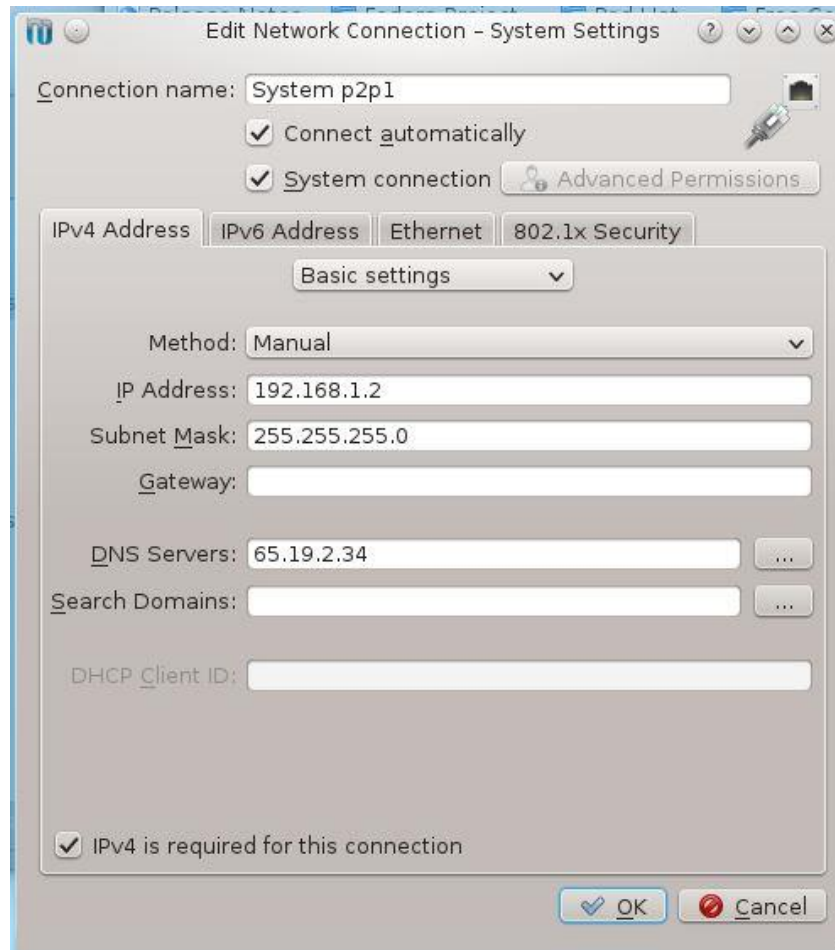 Edit Network Connection – System Settings
Connection name: System p2p1
Connect automatically
System connection Advanced Permissions
IPv4 Address IPv6 Address Ethernet 802.1x Security
Basic settings
Method: Manual
IP Address: 192.168.1.2
Subnet Mask: 255.255.255.0
Gateway:
DNS Servers: 65.19.2.34 ...
Search Domains: ...
DHCP Client ID:
IPv4 is required for this connection
OK Cancel